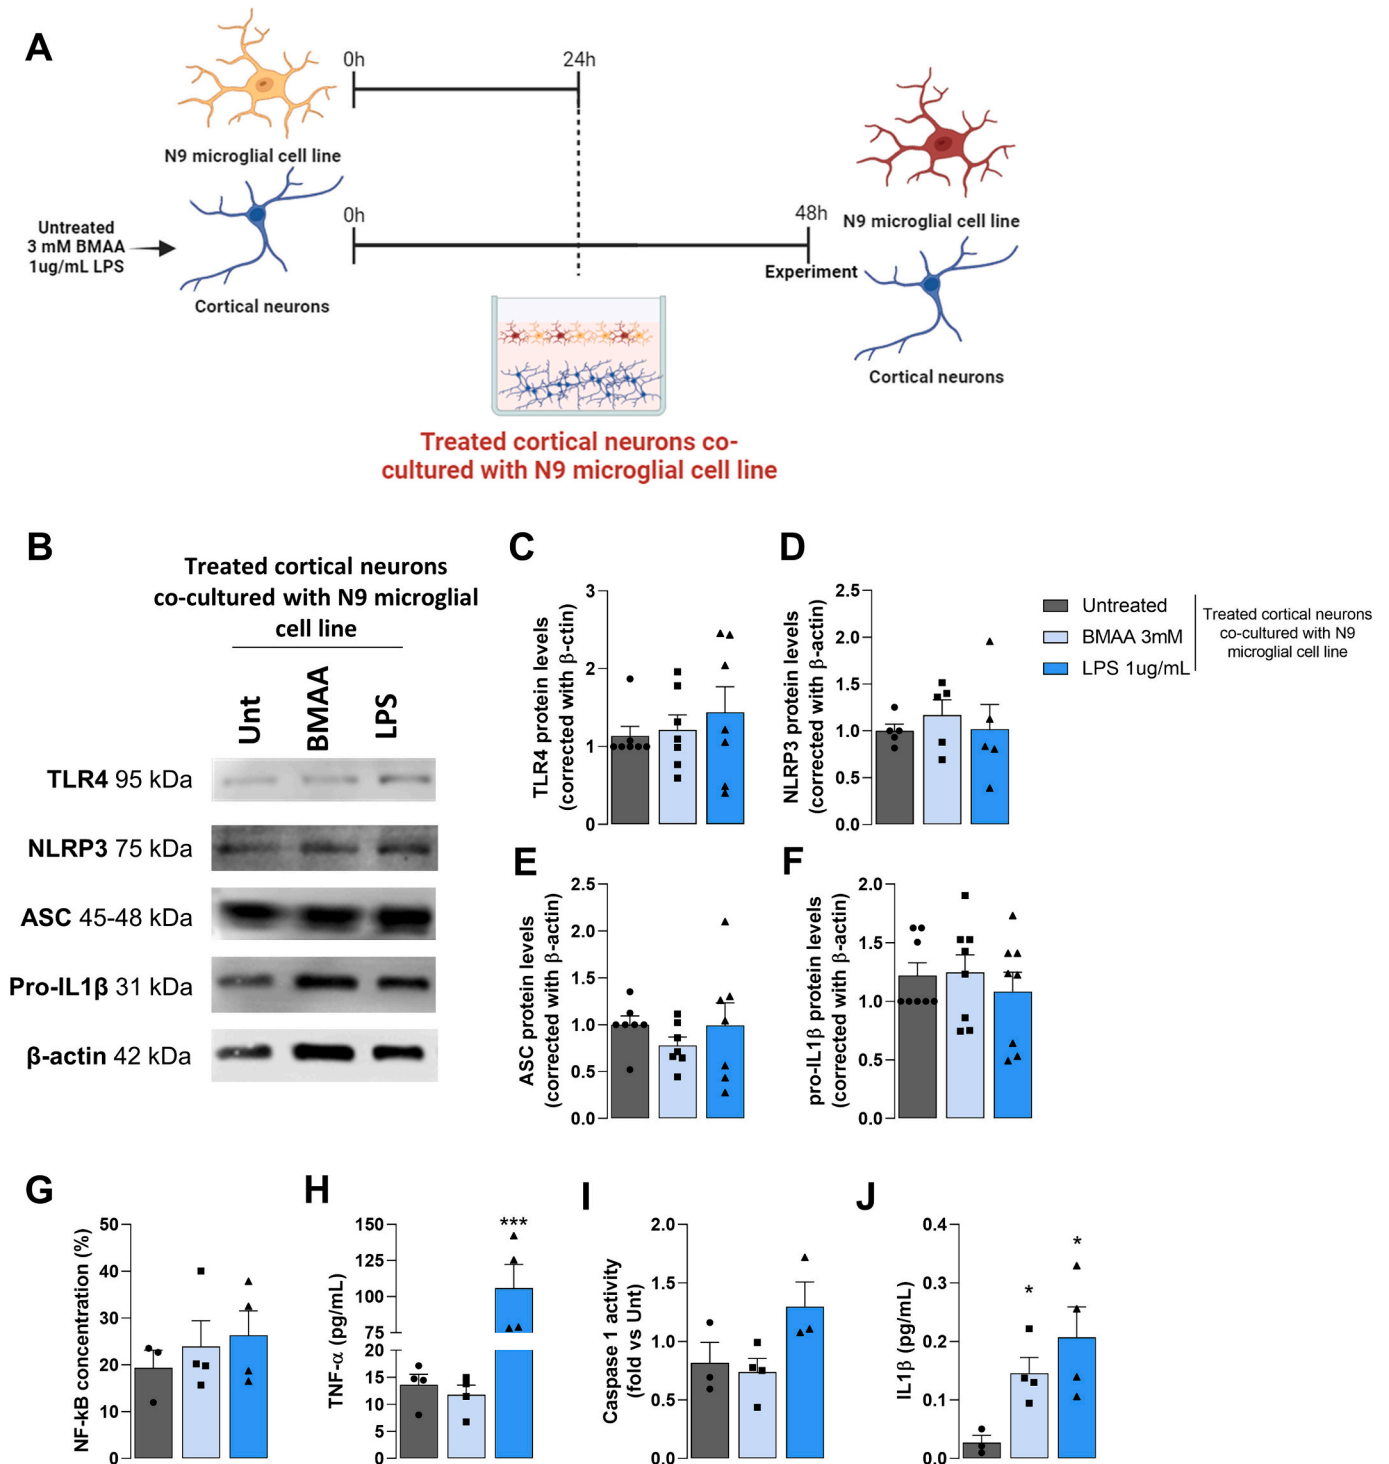 A
0h
24h
N9 microglial cell line
Untreated
3 mM BMAA
1ug/mL LPS
Cortical neurons
0h
48h
Experiment
N9 microglial cell line
Cortical neurons
Treated cortical neurons co-
cultured with N9 microglial cell line
B
Treated cortical neurons
co-cultured with N9 microglial
cell line
Unt
BMAA
LPS
TLR4 95 kDa
NLRP3 75 kDa
ASC 45-48 kDa
Pro-IL1β 31 kDa
β-actin 42 kDa
C
TLR4 protein levels
(corrected with β-ctin)
3
2
1
0
D
NLRP3 protein levels
(corrected with β-actin)
2.5
2.0
1.5
1.0
0.5
0.0
Untreated
BMAA 3mM
LPS 1ug/mL
Treated cortical neurons
co-cultured with N9
microglial cell line
E
ASC protein levels
(corrected with β-actin)
2.5
2.0
1.5
1.0
0.5
0.0
F
pro-IL1β protein levels
(corrected with β-actin)
2.0
1.5
1.0
0.5
0.0
G
NF-kB concentration (%)
50
40
30
20
10
0
H
TNF-α (pg/mL)
150
125
100
75
20
15
10
5
0
***
I
Caspase 1 activity
(fold vs Unt)
2.0
1.5
1.0
0.5
0.0
J
IL1β (pg/mL)
0.4
0.3
0.2
0.1
0.0
*
*